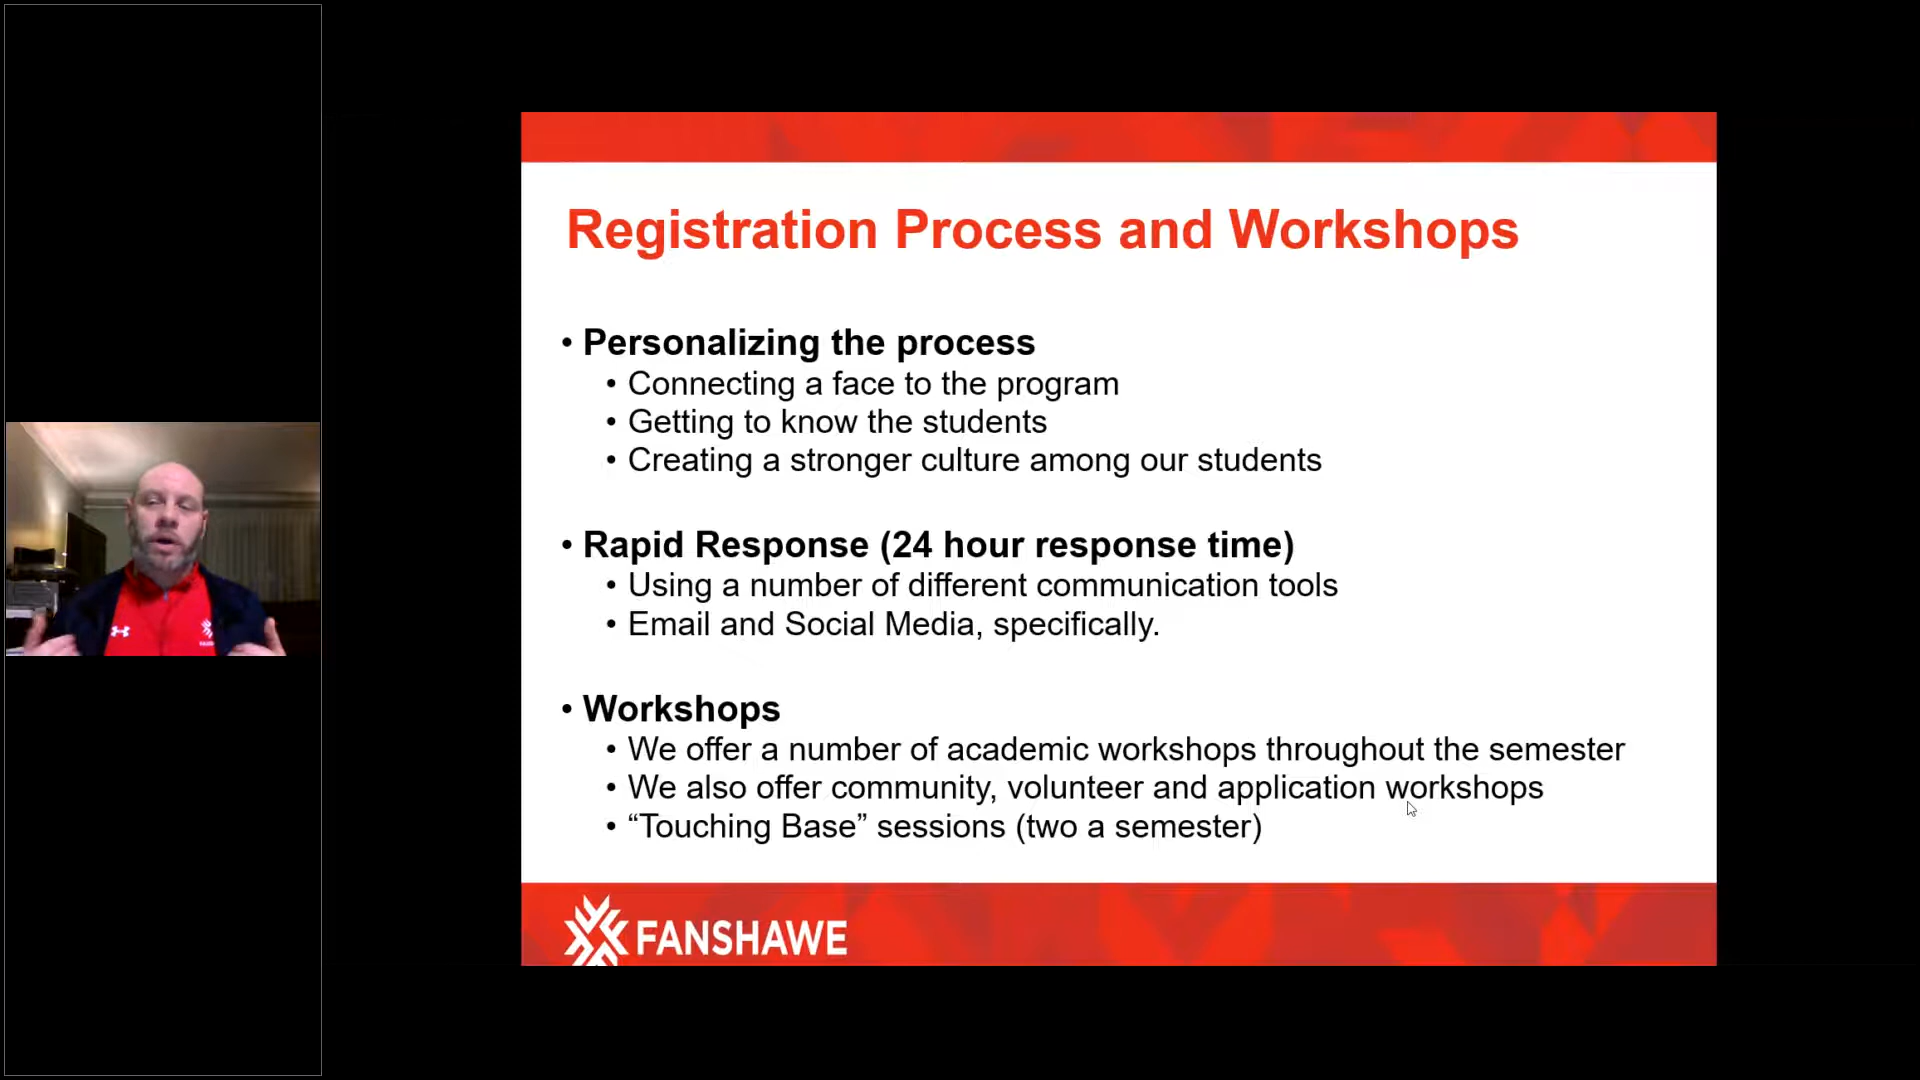 Registration Process and Workshops
• Personalizing the process
• Connecting a face to the program
• Getting to know the students
• Creating a stronger culture among our students
• Rapid Response (24 hour response time)
• Using a number of different communication tools
• Email and Social Media, specifically.
• Workshops
• We offer a number of academic workshops throughout the semester
• We also offer community, volunteer and application workshops
• “Touching Base” sessions (two a semester)
FANSHAWE